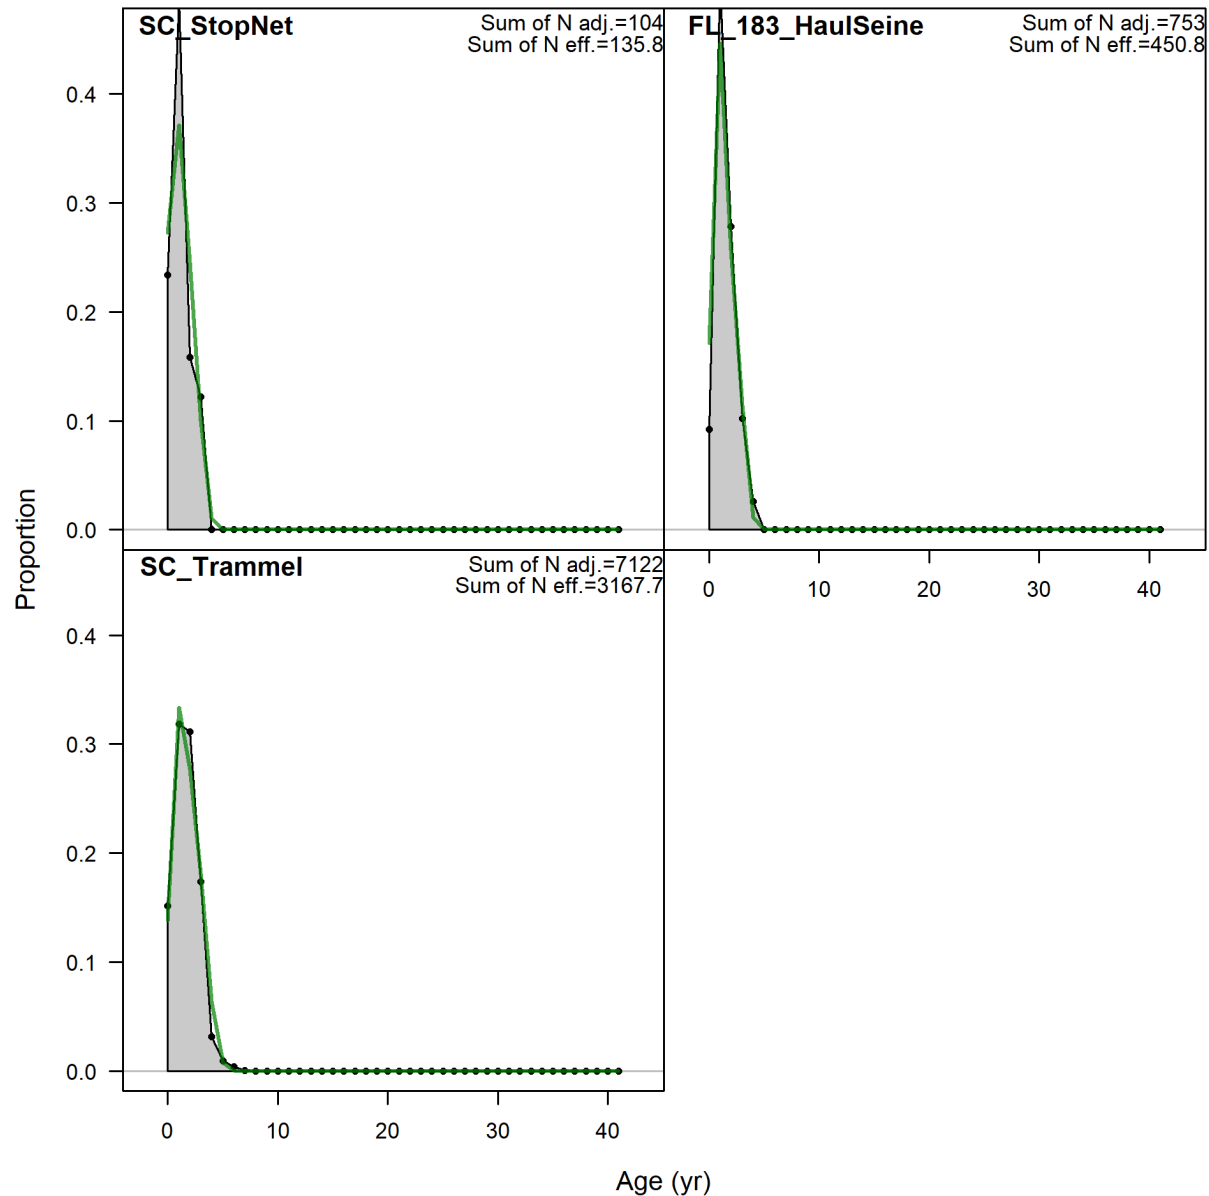 SC_StopNet
Sum of N adj.=104
Sum of N eff.=135.8
FL_183_HaulSeine
Sum of N adj.=753
Sum of N eff.=450.8
0.4
0.3
0.2
0.1
0.0
0 10 20 30 40
SC_Trammel
Sum of N adj.=7122
Sum of N eff.=3167.7
0.4
0.3
0.2
0.1
0.0
0 10 20 30 40
Proportion
Age (yr)